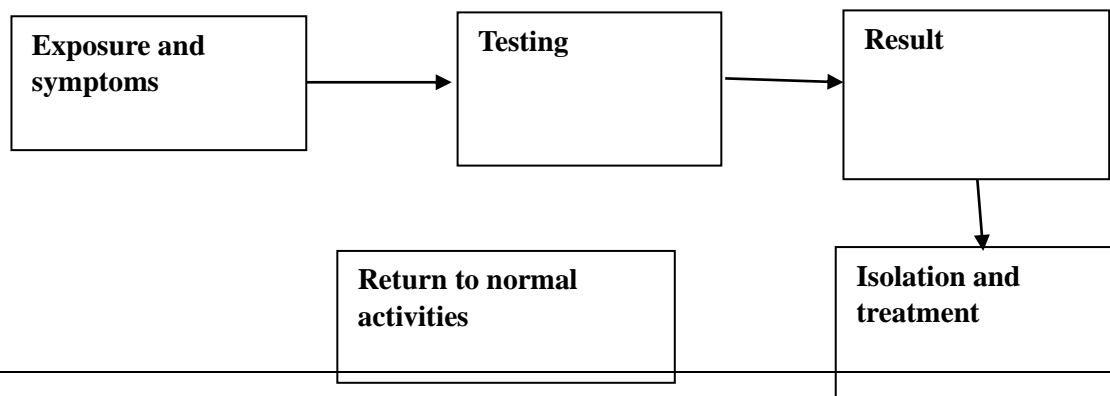 Exposure and
symptoms
Testing
Result
Return to normal
activities
Isolation and
treatment